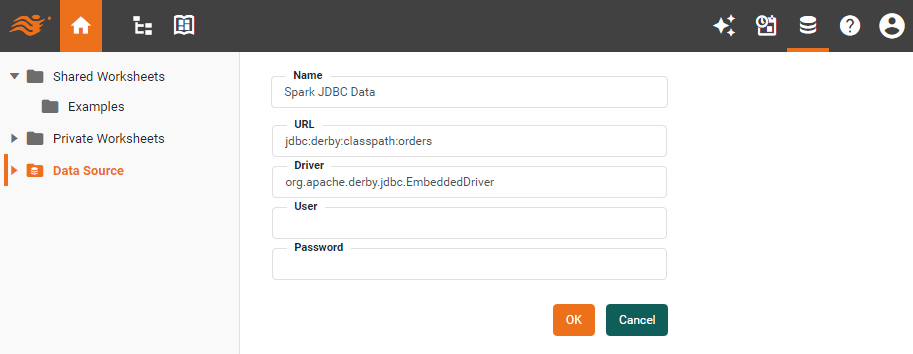 Shared Worksheets
Examples
Private Worksheets
Data Source
Name
Spark JDBC Data
URL
jdbc:derby:classpath:orders
Driver
org.apache.derby.jdbc.EmbeddedDriver
User
Password
OK
Cancel